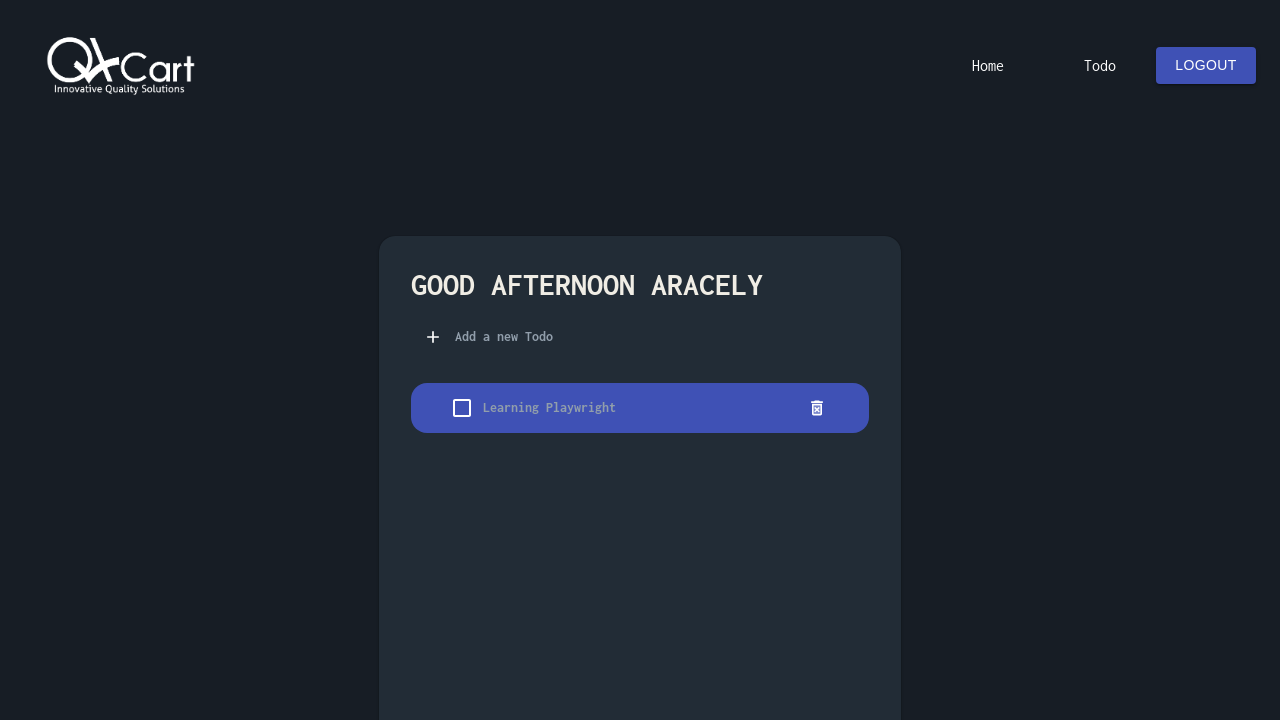 QACart
Innovative Quality Solutions
Home
Todo
LOGOUT
GOOD AFTERNOON ARACELY
Add a new Todo
Learning Playwright